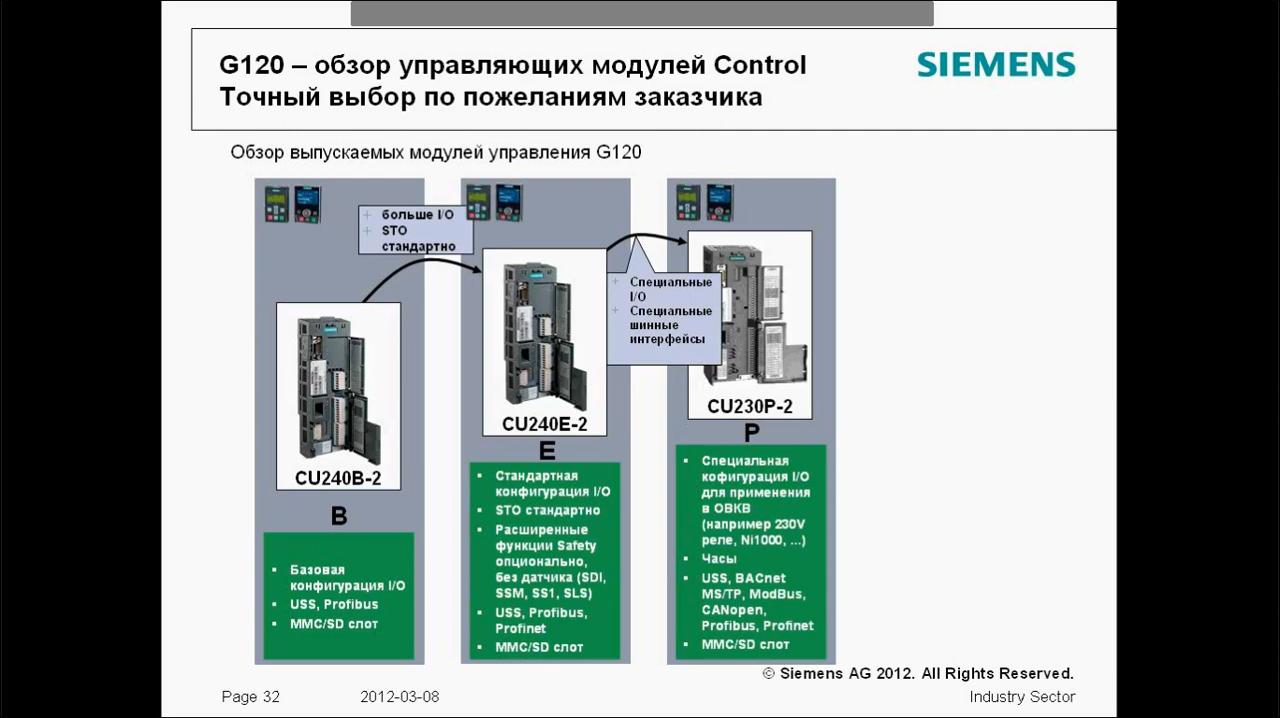 G120 – обзор управляющих модулей Control
Точный выбор по пожеланиям заказчика
SIEMENS
Обзор выпускаемых модулей управления G120
+ больше I/O
+ STO
стандартно
+ Специальные
I/O
+ Специальные
шинные
интерфейсы
CU240B-2
B
▪ Базовая
конфигурация I/O
▪ USS, Profibus
▪ MMC/SD слот
CU240E-2
E
▪ Стандартная
конфигурация I/O
▪ STO стандартно
▪ Расширенные
функции Safety
опционально,
без датчика (SDI,
SSM, SS1, SLS)
▪ USS, Profibus,
Profinet
▪ MMC/SD слот
CU230P-2
P
▪ Специальная
кофигурация I/O
для применения
в ОВКВ
(например 230V
реле, Ni1000, ...)
▪ Часы
▪ USS, BACnet
MS/TP, ModBus,
CANopen,
Profibus, Profinet
▪ MMC/SD слот
© Siemens AG 2012. All Rights Reserved.
Page 32
2012-03-08
Industry Sector